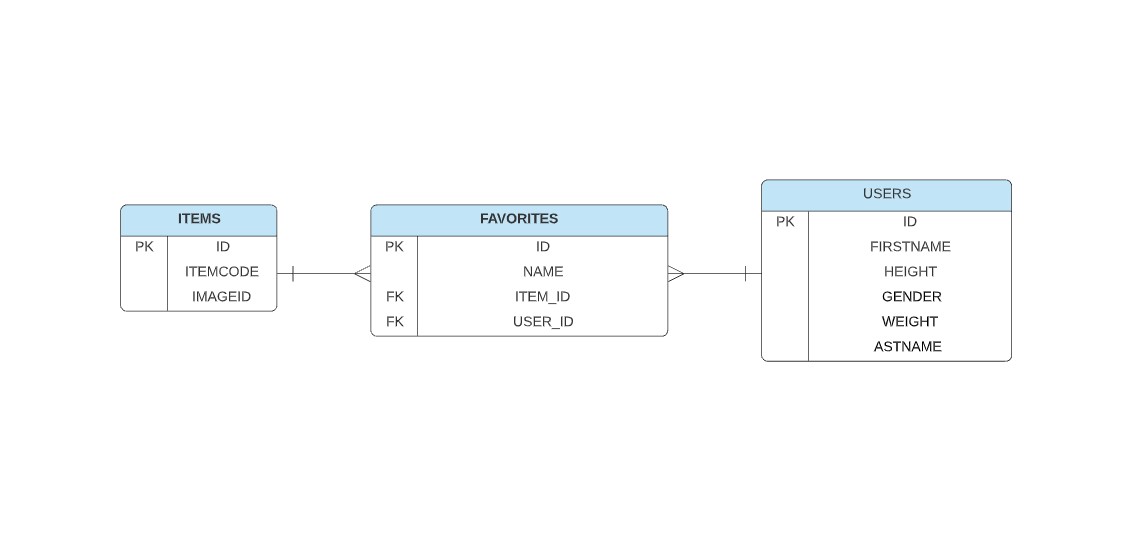 ITEMS
PK ID
ITEMCODE
IMAGEID
FAVORITES
PK ID
NAME
FK ITEM_ID
FK USER_ID
USERS
PK ID
FIRSTNAME
HEIGHT
GENDER
WEIGHT
ASTNAME